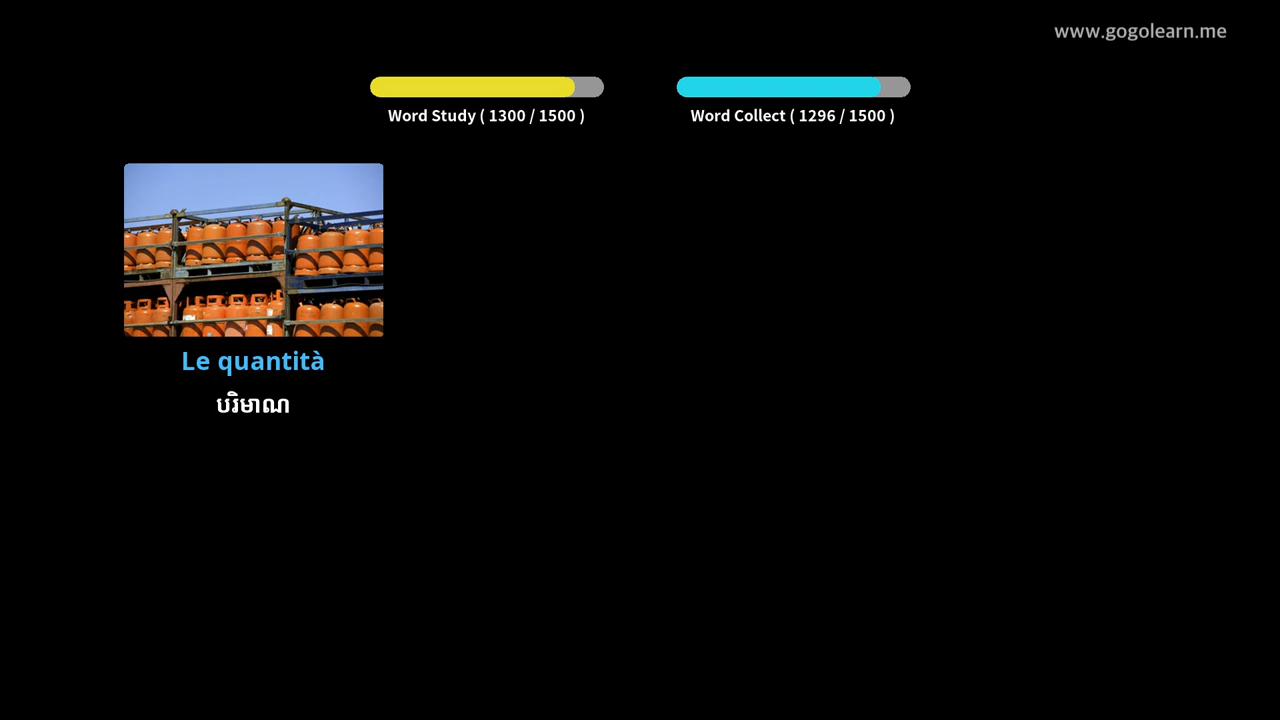 www.gogolearn.me
Word Study ( 1300 / 1500 )
Word Collect ( 1296 / 1500 )
Le quantità
បរិមាណ